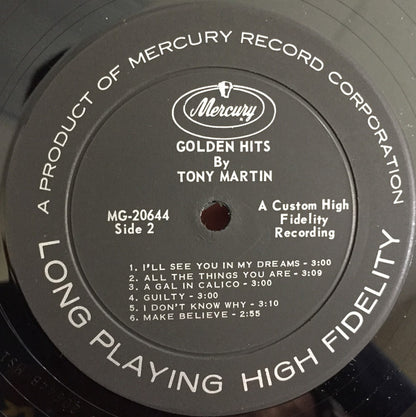 A PRODUCT OF MERCURY RECORD CORPORATION
Mercury
GOLDEN HITS
By
TONY MARTIN
MG-20644
Side 2
A Custom High
Fidelity
Recording
1. I'LL SEE YOU IN MY DREAMS - 3:00
2. ALL THE THINGS YOU ARE - 3:09
3. A GAL IN CALICO - 3:00
4. GUILTY - 3:00
5. I DON'T KNOW WHY - 3:10
6. MAKE BELIEVE - 2:55
LONG PLAYING HIGH FIDELITY